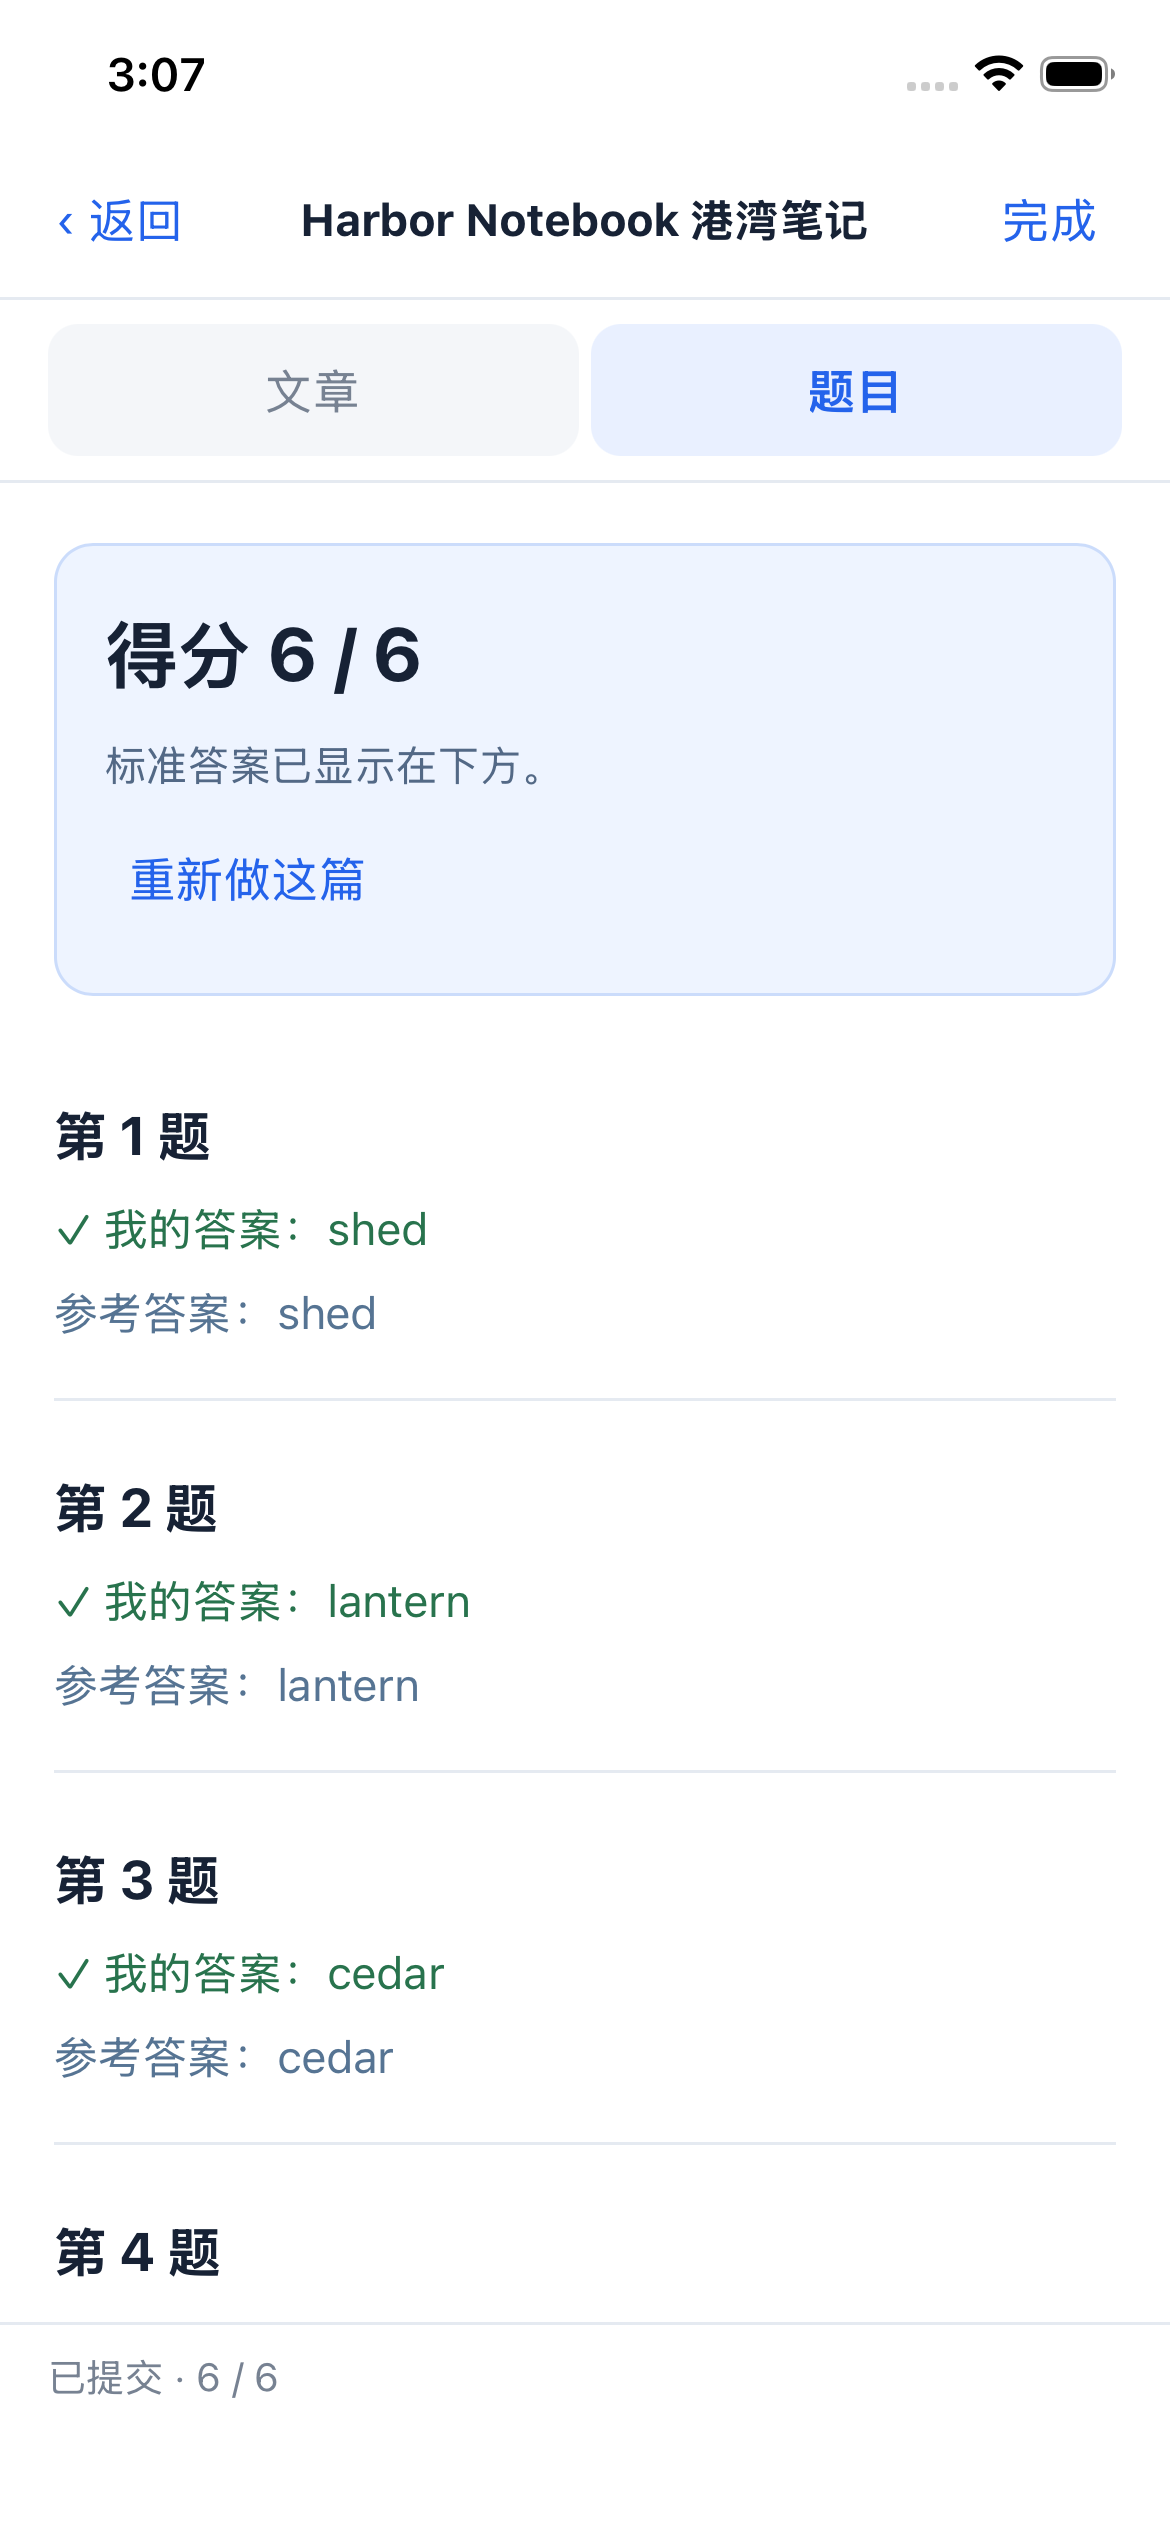 3:07
‹ 返回
Harbor Notebook 港湾笔记
完成
文章
题目
得分 6 / 6
标准答案已显示在下方。
重新做这篇
第 1 题
✓ 我的答案：shed
参考答案：shed
第 2 题
✓ 我的答案：lantern
参考答案：lantern
第 3 题
✓ 我的答案：cedar
参考答案：cedar
第 4 题
已提交 · 6 / 6